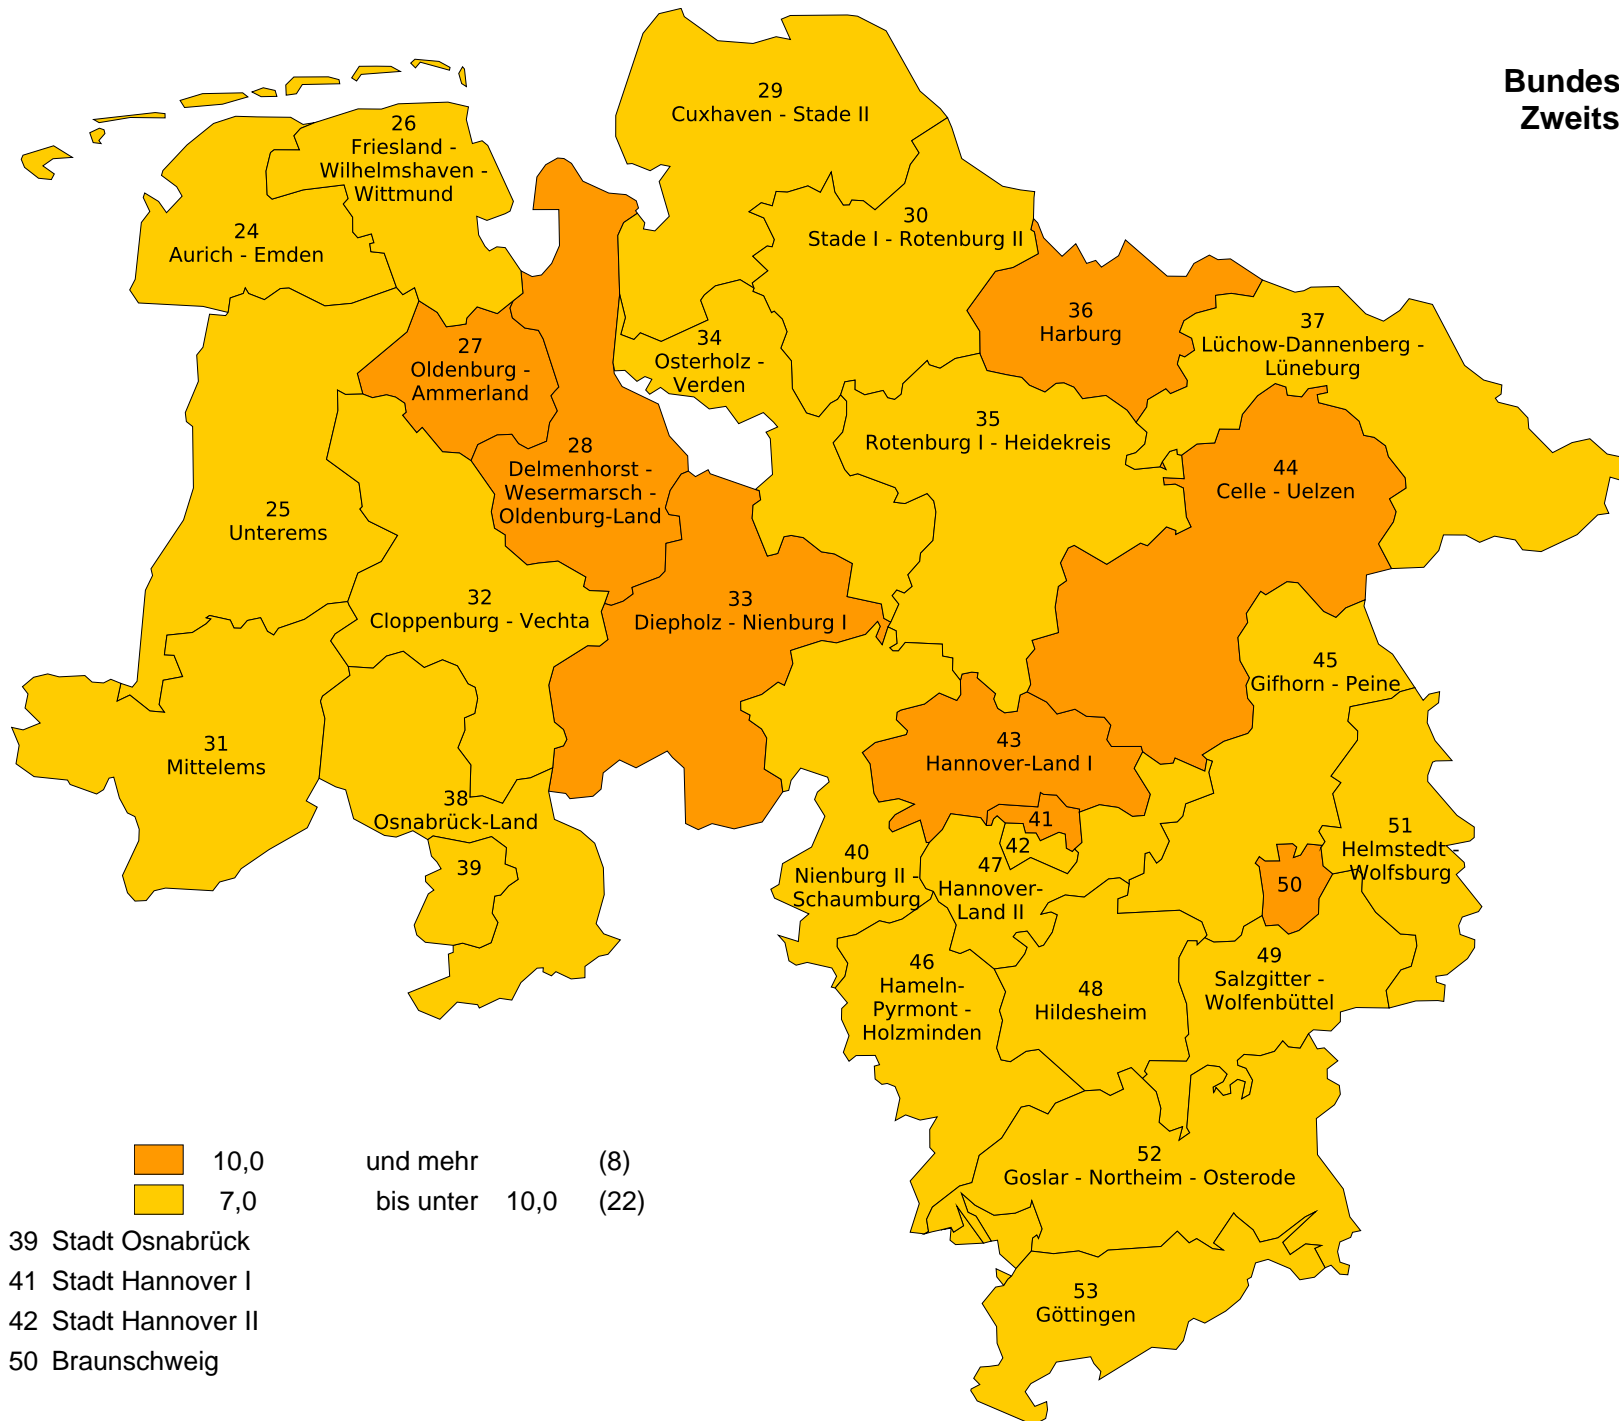 Bundes
Zweits
29
Cuxhaven - Stade II
26
Friesland -
Wilhelmshaven -
Wittmund
24
Aurich - Emden
30
Stade I - Rotenburg II
36
Harburg
37
Lüchow-Dannenberg -
Lüneburg
27
Oldenburg -
Ammerland
34
Osterholz -
Verden
35
Rotenburg I - Heidekreis
28
Delmenhorst -
Wesermarsch -
Oldenburg-Land
44
Celle - Uelzen
25
Unterems
32
Cloppenburg - Vechta
33
Diepholz - Nienburg I
45
Gifhorn - Peine
31
Mittelems
43
Hannover-Land I
38
Osnabrück-Land
41
42
51
Helmstedt -
Wolfsburg
39
40
Nienburg II -
Schaumburg
47
Hannover-
Land II
50
46
Hameln-
Pyrmont -
Holzminden
48
Hildesheim
49
Salzgitter -
Wolfenbüttel
52
Goslar - Northeim - Osterode
53
Göttingen
10,0 und mehr (8)
7,0 bis unter 10,0 (22)
39 Stadt Osnabrück
41 Stadt Hannover I
42 Stadt Hannover II
50 Braunschweig